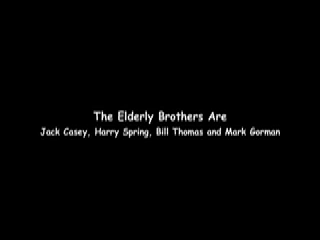 The Elderly Brothers Are
Jack Casey, Harry Spring, Bill Thomas and Mark Gorman